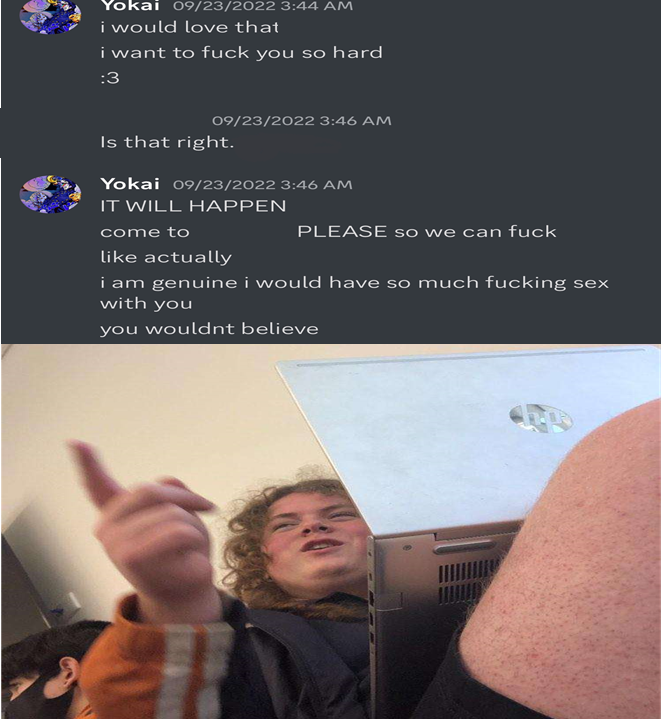 Yokai 09/23/2022 3:44 AM
i would love that
i want to fuck you so hard
:3
09/23/2022 3:46 AM
Is that right.
Yokai 09/23/2022 3:46 AM
IT WILL HAPPEN
come to PLEASE so we can fuck
like actually
i am genuine i would have so much fucking sex
with you
you wouldnt believe
hp